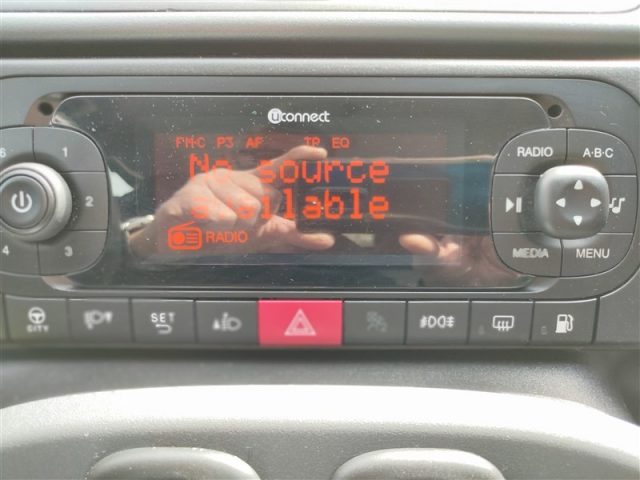 uconnect
FM-C P3 AF TP EQ
No source
available
RADIO
6 1
2
4 3
RADIO A·B·C
MEDIA MENU
CITY SET